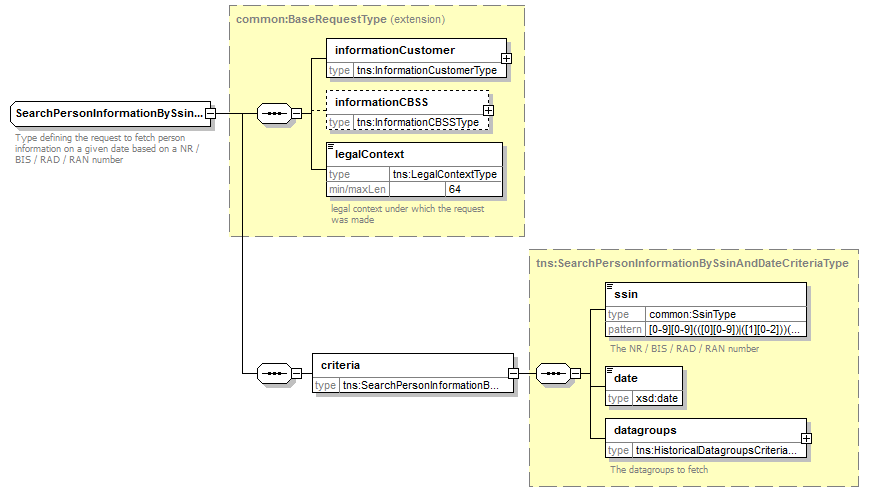 common:BaseRequestType (extension)
informationCustomer
type tns:InformationCustomerType
SearchPersonInformationBySsin...
Type defining the request to fetch person
information on a given date based on a NR /
BIS / RAD / RAN number
informationCBSS
type tns:InformationCBSSType
legalContext
type tns:LegalContextType
min/maxLen 64
legal context under which the request
was made
tns:SearchPersonInformationBySsinAndDateCriteriaType
ssin
type common:SsinType
pattern [0-9][0-9](([0][0-9])|([1][0-2]))(...
The NR / BIS / RAD / RAN number
criteria
type tns:SearchPersonInformationB...
date
type xsd:date
datagroups
type tns:HistoricalDatagroupsCriteria...
The datagroups to fetch